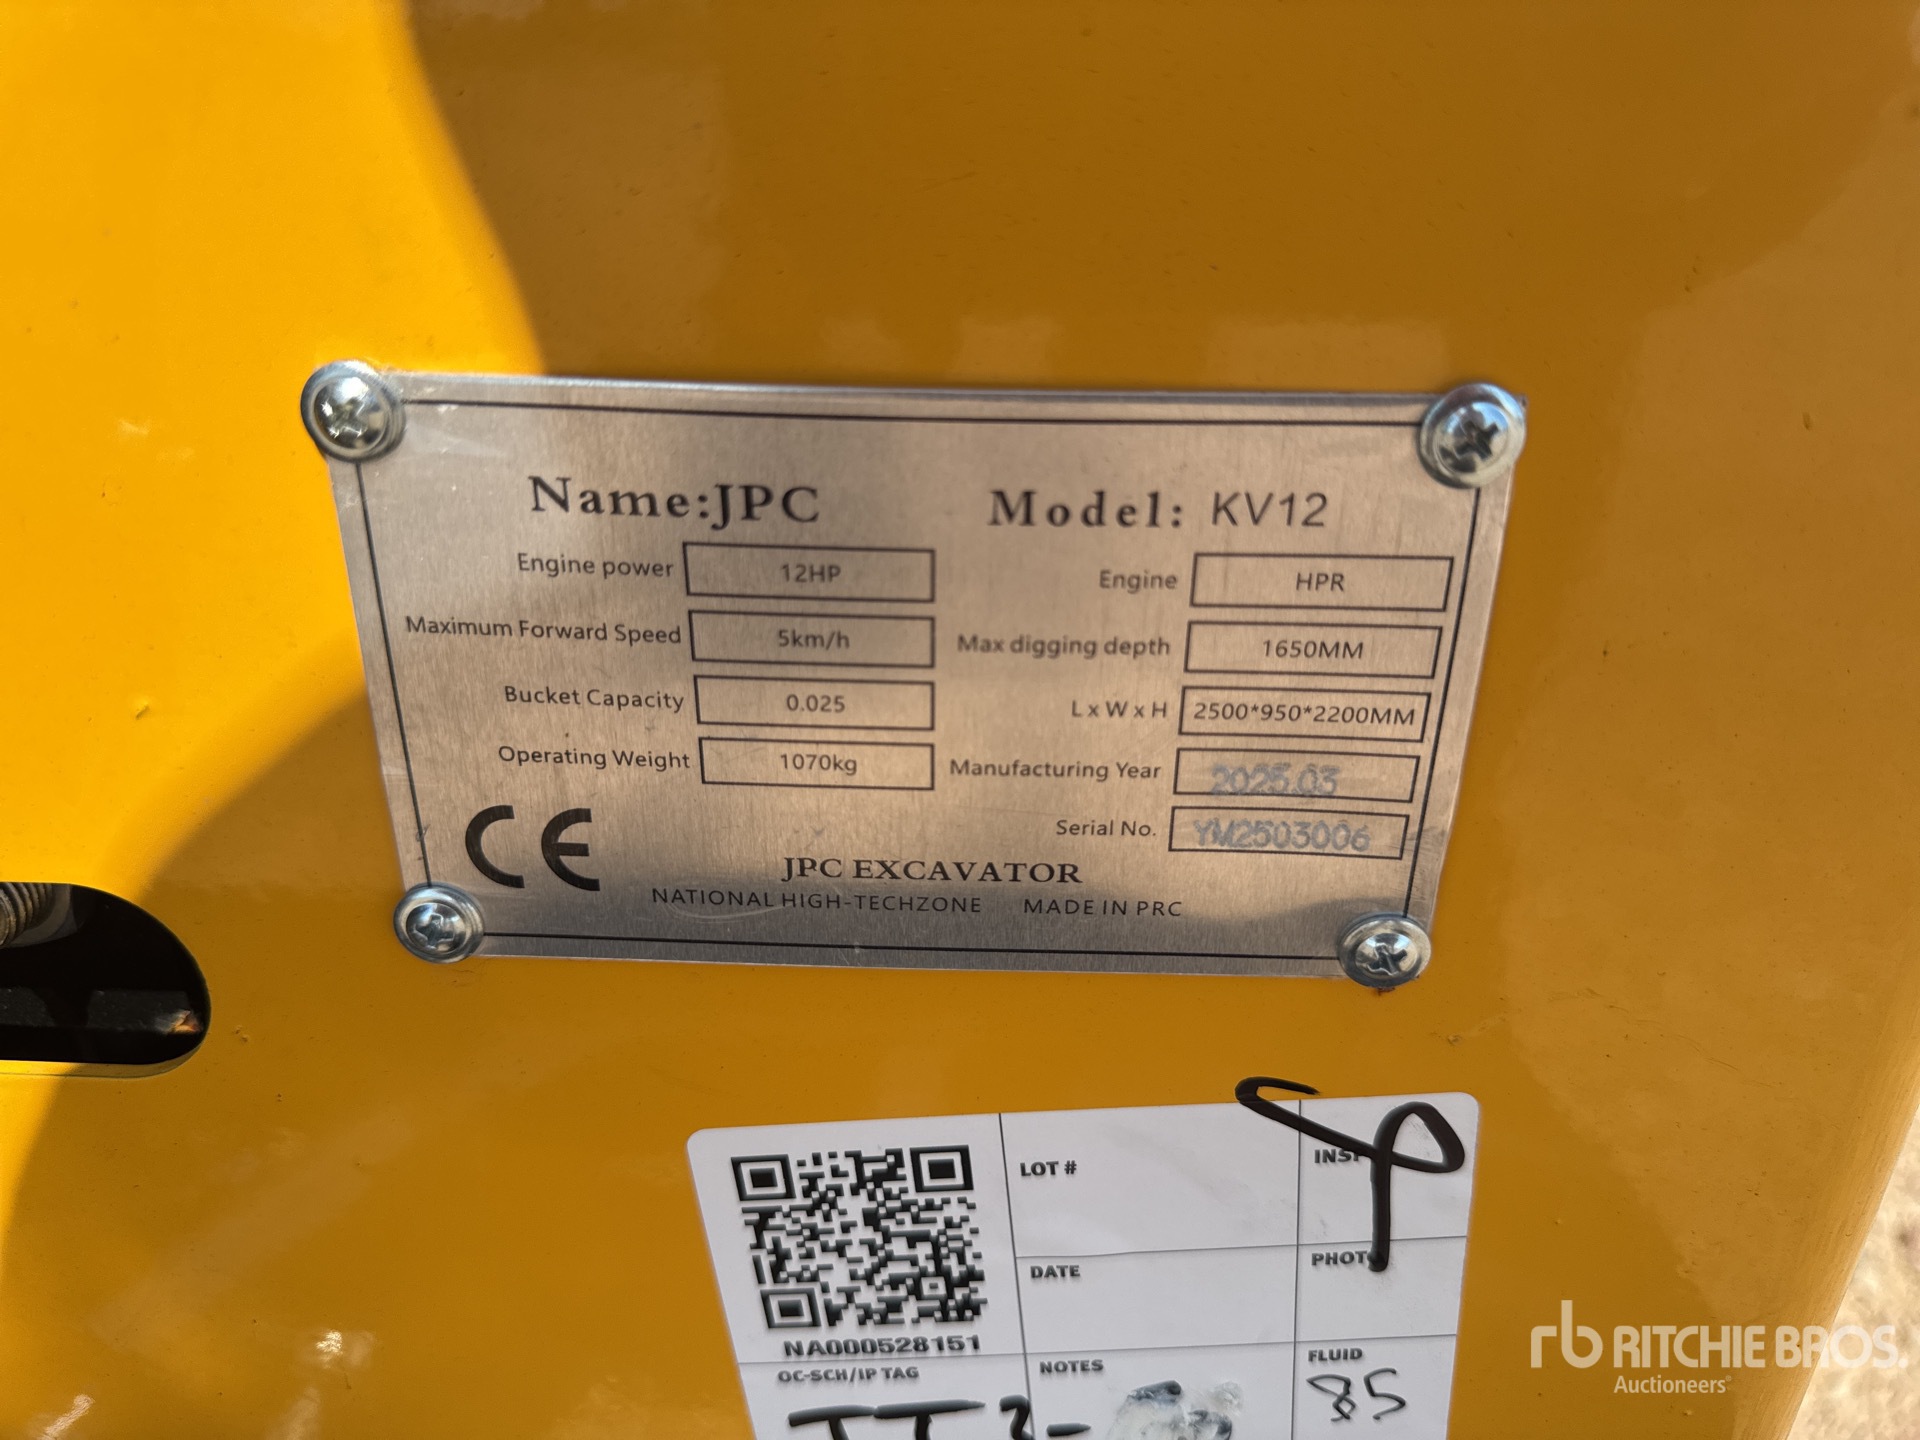 Name:JPC Model: KV12
Engine power 12HP Engine HPR
Maximum Forward Speed 5km/h Max digging depth 1650MM
Bucket Capacity 0.025 L x W x H 2500*950*2200MM
Operating Weight 1070kg Manufacturing Year 2025.03
Serial No. YM2503006
CE
JPC EXCAVATOR
NATIONAL HIGH-TECHZONE MADE IN PRC
LOT #
DATE PHOTO
NA000528151
OC-SCH/IP TAG NOTES FLUID
85
rb RITCHIE BROS.
Auctioneers